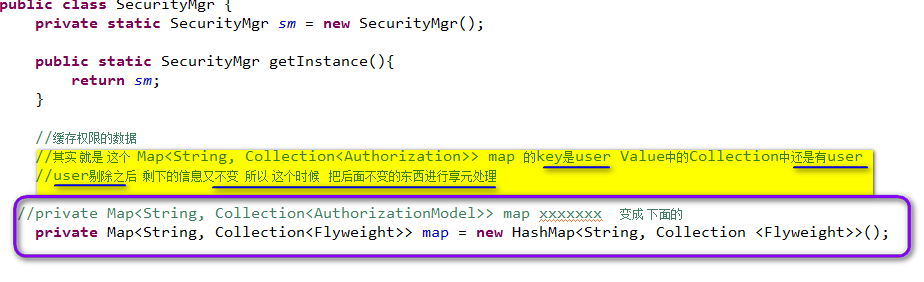 public class SecurityMgr {
private static SecurityMgr sm = new SecurityMgr();
public static SecurityMgr getInstance(){
return sm;
}
//缓存权限的数据
//其实就是 这个 Map<String, Collection<Authorization>> map 的key是user Value中的Collection中还是有user
//user剔除之后 剩下的信息又不变 所以 这个时候 把后面不变的东西进行享元处理
//private Map<String, Collection<AuthorizationModel>> map xxxxxxx 变成 下面的
private Map<String, Collection<Flyweight>> map = new HashMap<String, Collection <Flyweight>>();